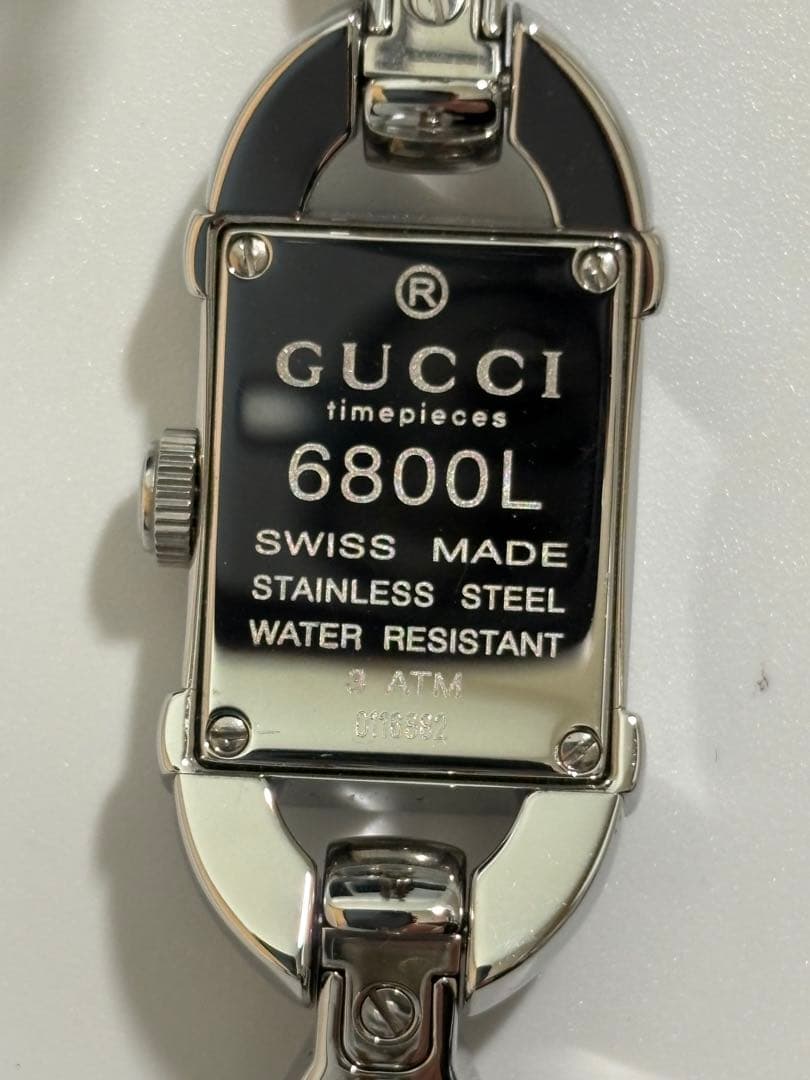 ®
GUCCI
timepieces
6800L
SWISS MADE
STAINLESS STEEL
WATER RESISTANT
3 ATM